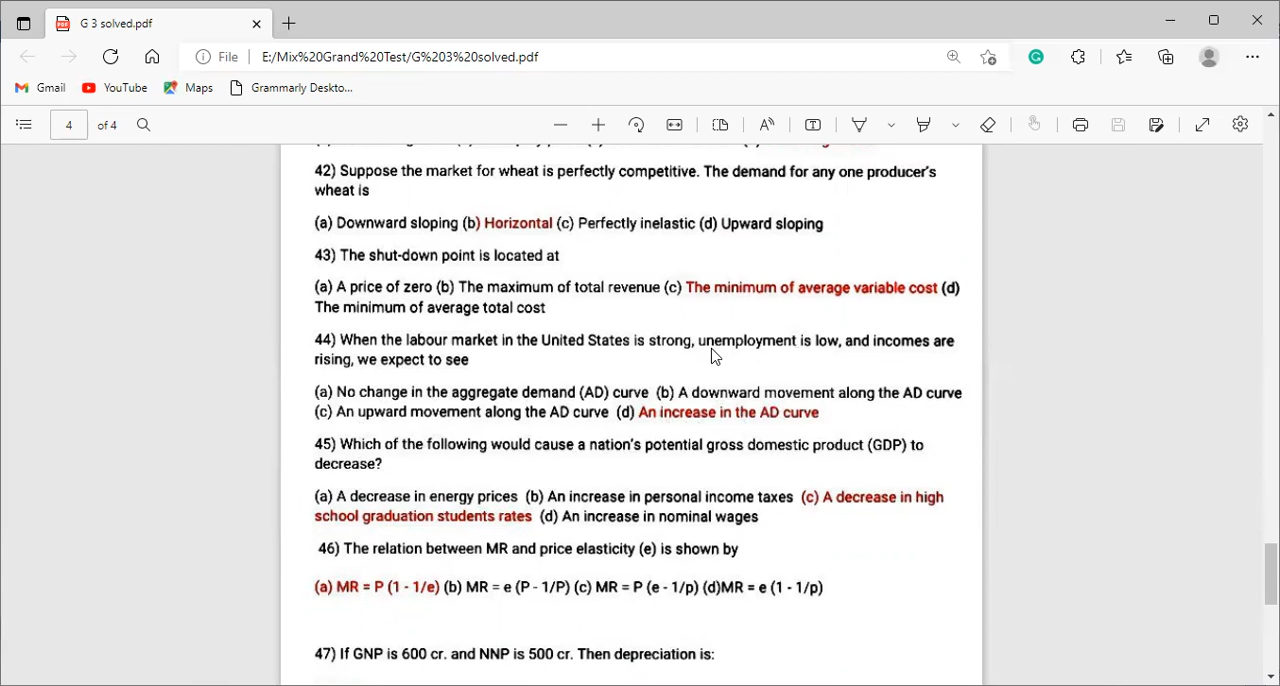 G 3 solved.pdf
File E:/Mix%20Grand%20Test/G%203%20solved.pdf
Gmail YouTube Maps Grammarly Deskto...
4 of 4
42) Suppose the market for wheat is perfectly competitive. The demand for any one producer's
wheat is
(a) Downward sloping (b) Horizontal (c) Perfectly inelastic (d) Upward sloping
43) The shut-down point is located at
(a) A price of zero (b) The maximum of total revenue (c) The minimum of average variable cost (d)
The minimum of average total cost
44) When the labour market in the United States is strong, unemployment is low, and incomes are
rising, we expect to see
(a) No change in the aggregate demand (AD) curve (b) A downward movement along the AD curve
(c) An upward movement along the AD curve (d) An increase in the AD curve
45) Which of the following would cause a nation's potential gross domestic product (GDP) to
decrease?
(a) A decrease in energy prices (b) An increase in personal income taxes (c) A decrease in high
school graduation students rates (d) An increase in nominal wages
46) The relation between MR and price elasticity (e) is shown by
(a) MR = P (1 - 1/e) (b) MR = e (P - 1/P) (c) MR = P (e - 1/p) (d)MR = e (1 - 1/p)
47) If GNP is 600 cr. and NNP is 500 cr. Then depreciation is: